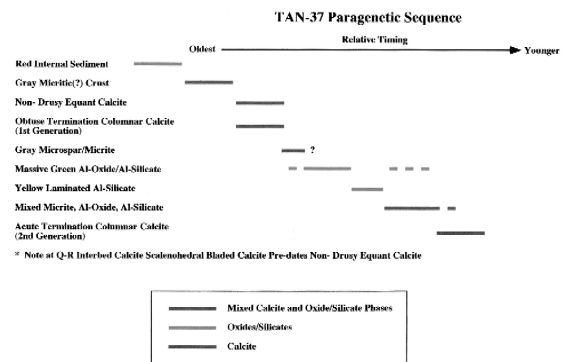 TAN-37 Paragenetic Sequence
Relative Timing
Oldest Younger
Red Internal Sediment
Gray Micritic(?) Crust
Non- Drusy Equant Calcite
Obtuse Termination Columnar Calcite
(1st Generation)
Gray Microspar/Micrite ?
Massive Green Al-Oxide/Al-Silicate
Yellow Laminated Al-Silicate
Mixed Micrite, Al-Oxide, Al-Silicate
Acute Termination Columnar Calcite
(2nd Generation)
* Note at Q-R Interbed Calcite Scalenohedral Bladed Calcite Pre-dates Non- Drusy Equant Calcite
Mixed Calcite and Oxide/Silicate Phases
Oxides/Silicates
Calcite